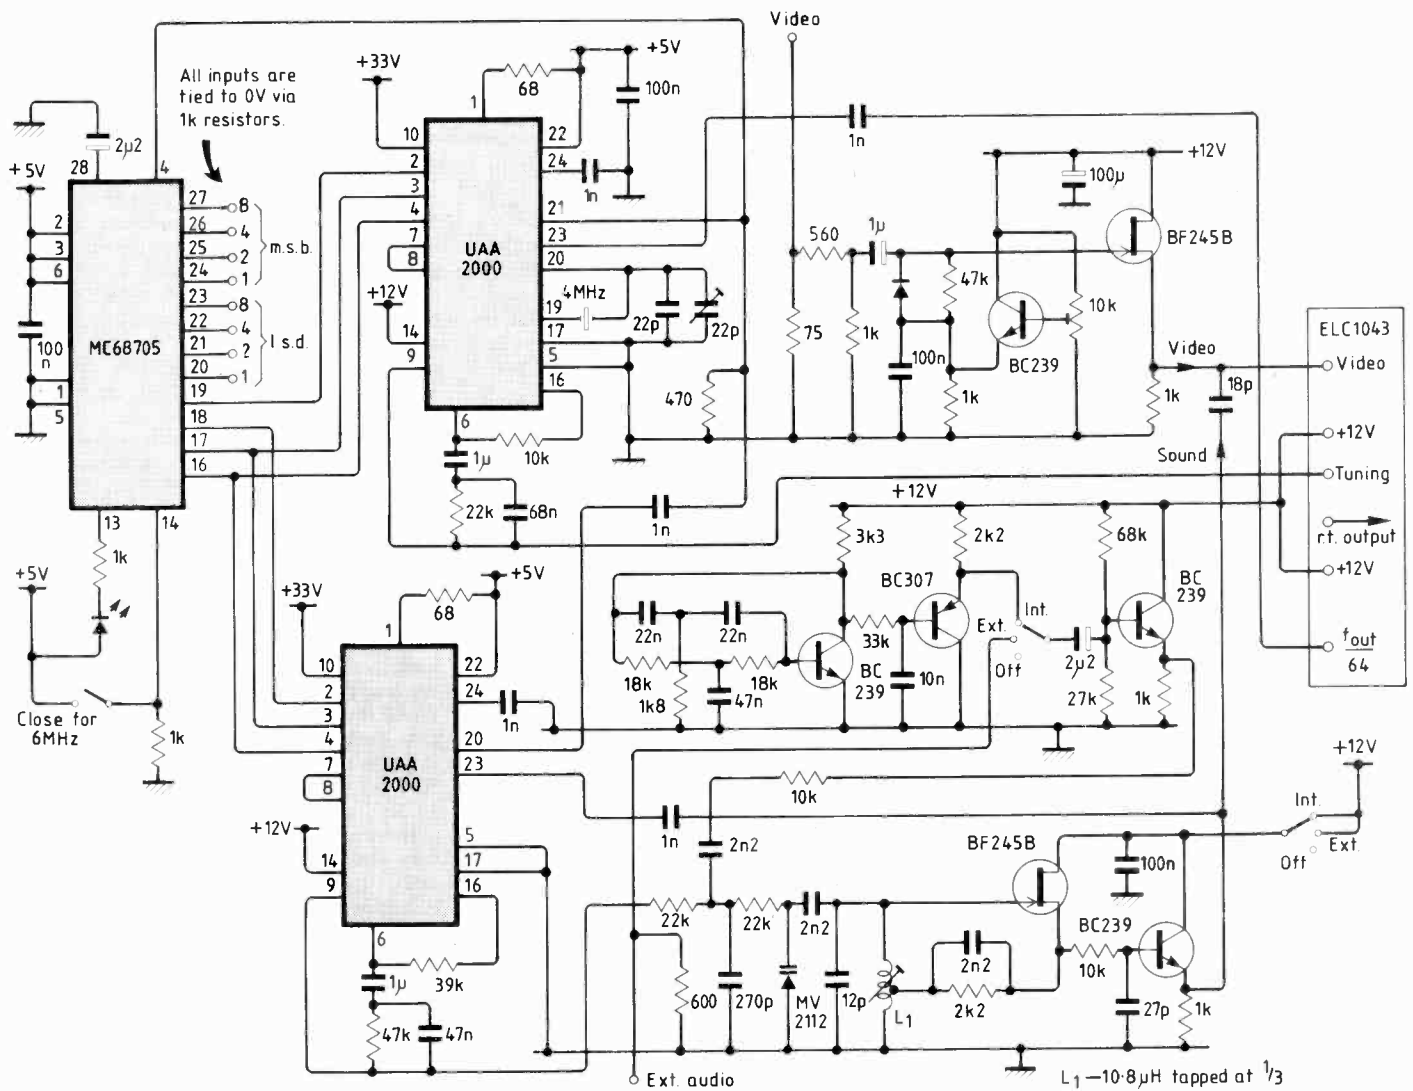 Video
+33V
+5V
68
100n
1
All inputs are
tied to 0V via
1k resistors.
2µ2
28
4
+5V
10
22
2
24
1n
3
4
21
7
23
8
20
UAA
2000
+12V
4MHz
19
22p
22p
14
17
9
5
16
6
10k
1µ
22k
68n
470
1n
1n
2
3
6
MC68705
27
26
25
24
23
22
21
20
19
18
17
16
8
4
2
1
m.s.b.
8
4
2
1
l.s.d.
100
n
1
5
13
14
1k
+5V
Close for
6MHz
1k
560
1µ
75
1k
100n
47k
1k
BC239
10k
100µ
+12V
BF245B
1k
Video
18p
Sound
ELC1043
Video
+12V
Tuning
r.f. output
+12V
fout
64
+12V
3k3
2k2
68k
BC307
BC
239
22n
22n
33k
Int.
Ext.
Off
2µ2
18k
18k
BC
239
10n
1k8
47n
27k
1k
+33V
68
+5V
1
10
22
2
24
1n
3
4
20
7
23
8
UAA
2000
+12V
14
5
17
9
16
6
1µ
39k
47k
47n
1n
10k
2n2
22k
22k
2n2
600
270p
MV
2112
12p
L1
2n2
2k2
BF245B
100n
BC239
10k
27p
1k
Int.
Ext.
Off
+12V
Ext. audio
L1—10·8µH tapped at 1/3